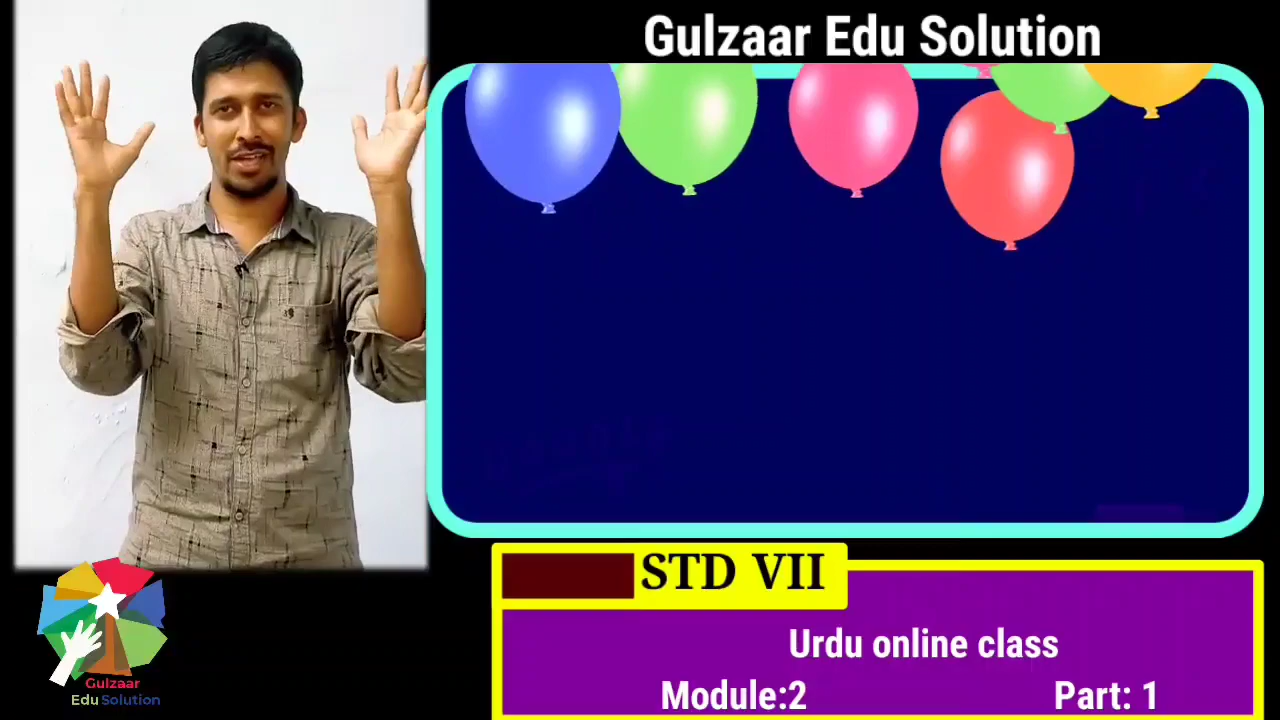 Gulzaar Edu Solution
STD VII
Urdu online class
Module:2
Part: 1
Gulzaar
Edu Solution